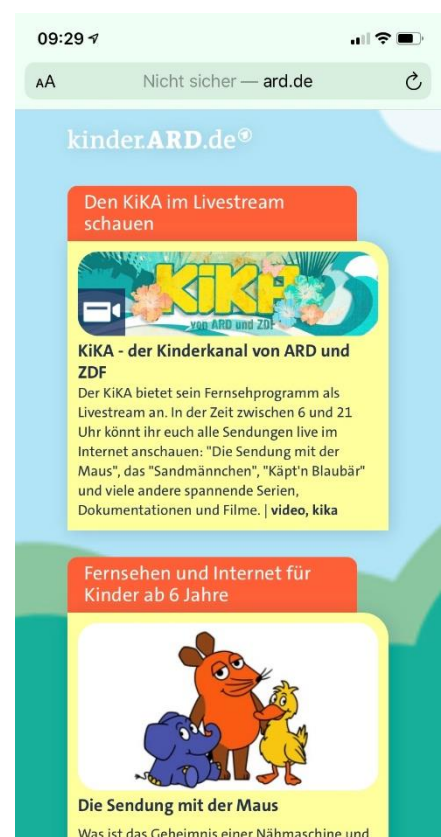 09:29
AA Nicht sicher — ard.de
kinder.ARD.de
Den KiKA im Livestream
schauen
KiKA
von ARD und ZDF
KiKA - der Kinderkanal von ARD und
ZDF
Der KiKA bietet sein Fernsehprogramm als
Livestream an. In der Zeit zwischen 6 und 21
Uhr könnt ihr euch alle Sendungen live im
Internet anschauen: "Die Sendung mit der
Maus", das "Sandmännchen", "Käpt'n Blaubär"
und viele andere spannende Serien,
Dokumentationen und Filme. | video, kika
Fernsehen und Internet für
Kinder ab 6 Jahre
Die Sendung mit der Maus
Was ist das Geheimnis einer Nähmaschine und